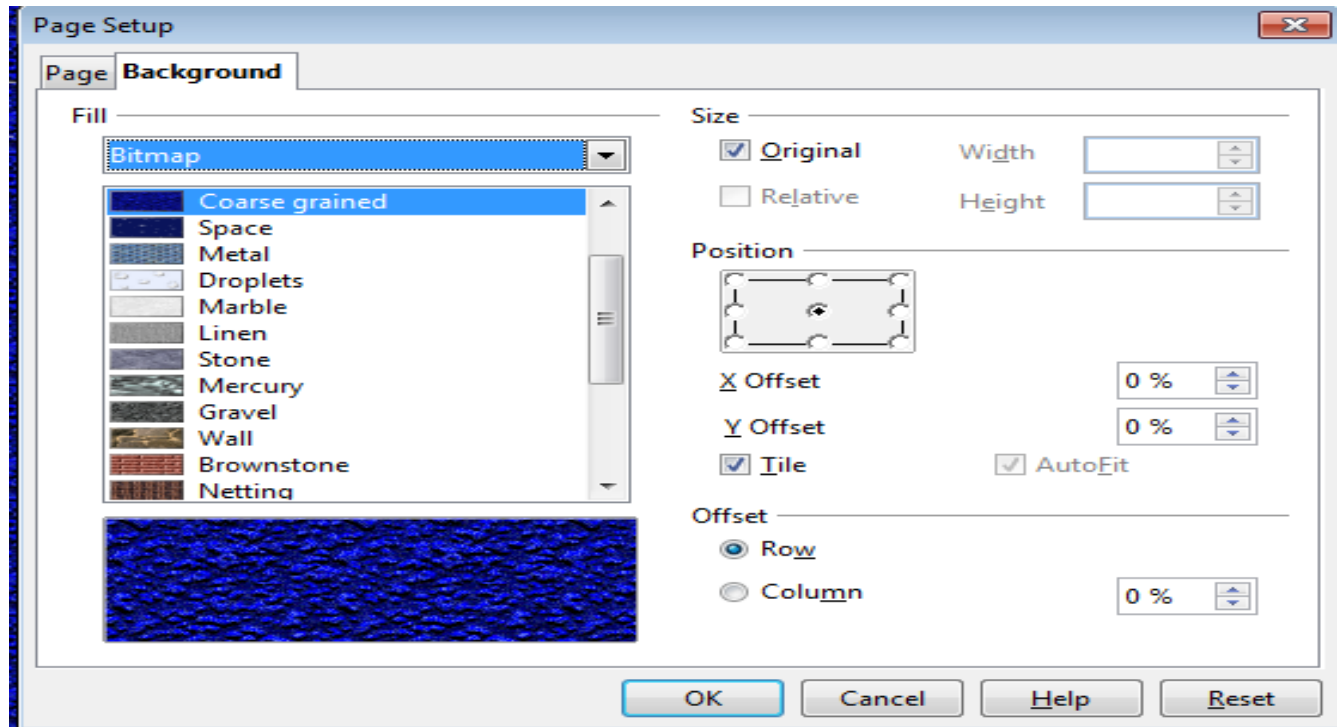 Page Setup
Page Background
Fill
Bitmap
Coarse grained
Space
Metal
Droplets
Marble
Linen
Stone
Mercury
Gravel
Wall
Brownstone
Netting
Size
Original Width
Relative Height
Position
X Offset 0 %
Y Offset 0 %
Tile AutoFit
Offset
Row
Column 0 %
OK Cancel Help Reset